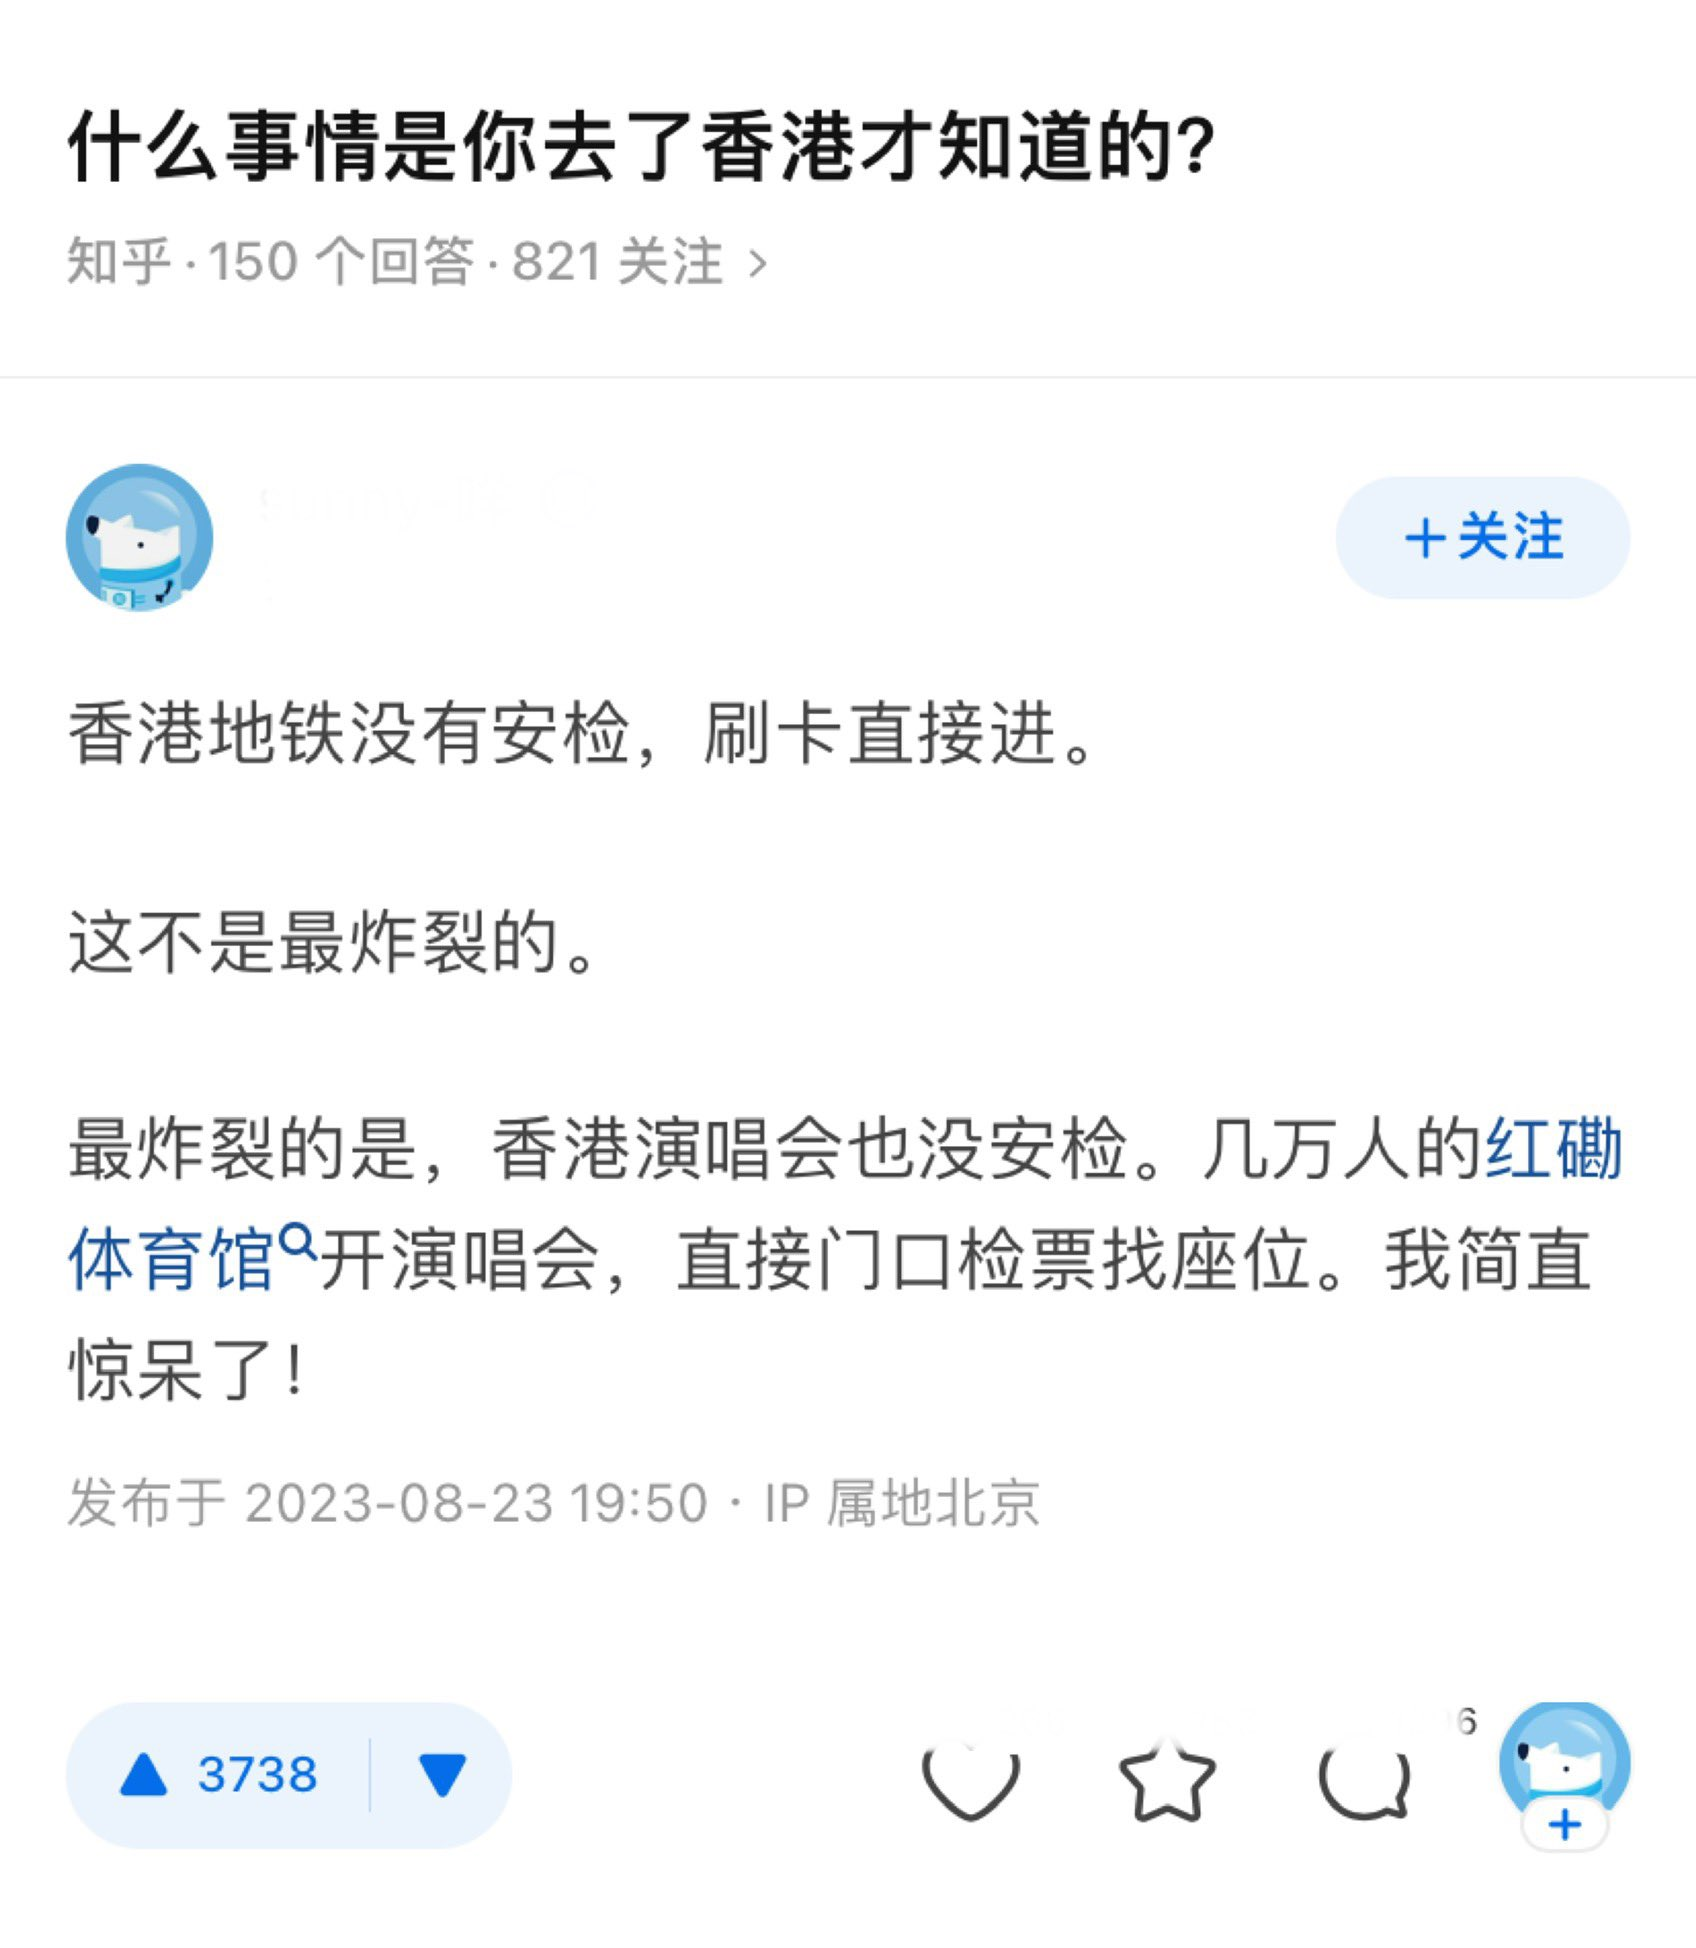 什么事情是你去了香港才知道的？
知乎·150 个回答·821 关注 >
+关注
香港地铁没有安检，刷卡直接进。
这不是最炸裂的。
最炸裂的是，香港演唱会也没安检。几万人的红磡
体育馆开演唱会，直接门口检票找座位。我简直
惊呆了！
发布于 2023-08-23 19:50 · IP 属地北京
3738
6